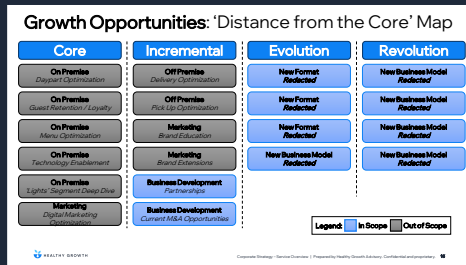 Growth Opportunities: ‘Distance from the Core’ Map
Core
Incremental
Evolution
Revolution
On Premise
Daypart Optimization
Off Premise
Delivery Optimization
New Format
Redacted
New Business Model
Redacted
On Premise
Guest Retention / Loyalty
Off Premise
Pick Up Optimization
New Format
Redacted
New Business Model
Redacted
On Premise
Menu Optimization
Marketing
Brand Education
New Format
Redacted
New Business Model
Redacted
On Premise
Technology Enablement
Marketing
Brand Extensions
New Business Model
Redacted
New Business Model
Redacted
On Premise
'Lights' Segment Deep Dive
Business Development
Partnerships
Marketing
Digital Marketing
Optimization
Business Development
Current M&A Opportunities
Legend:
In Scope
Out of Scope
HEALTHY GROWTH
Corporate Strategy – Service Overview | Prepared by Healthy Growth Advisory. Confidential and proprietary.
16